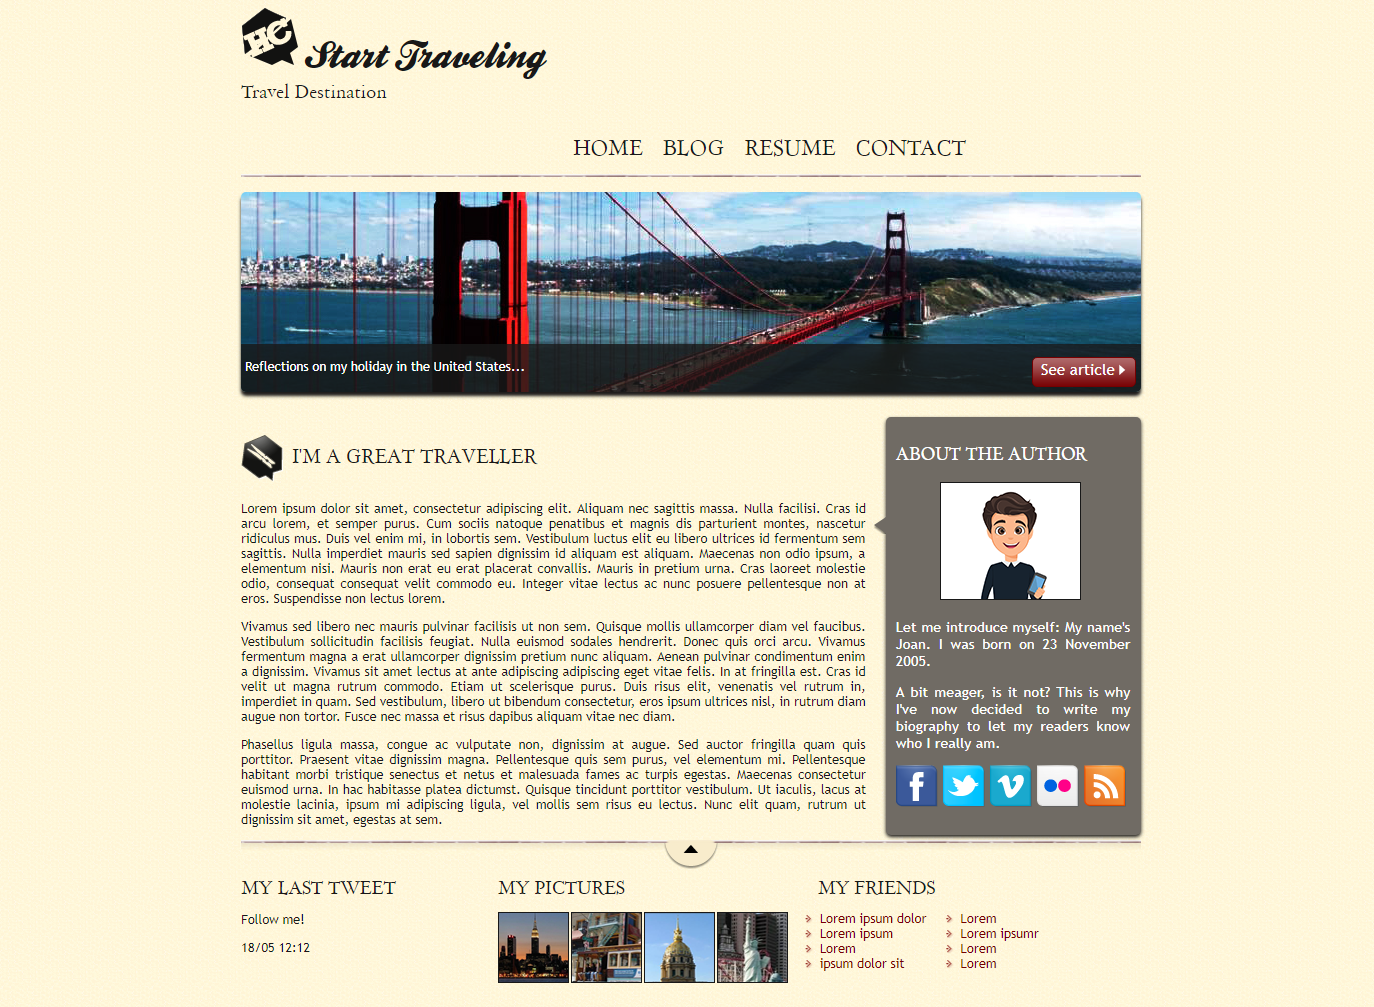 HC Start Traveling
Travel Destination
HOME BLOG RESUME CONTACT
Reflections on my holiday in the United States...
See article
I'M A GREAT TRAVELLER
Lorem ipsum dolor sit amet, consectetur adipiscing elit. Aliquam nec sagittis massa. Nulla facilisi. Cras id
arcu lorem, et semper purus. Cum sociis natoque penatibus et magnis dis parturient montes, nascetur
ridiculus mus. Duis vel enim mi, in lobortis sem. Vestibulum luctus elit eu libero ultrices id fermentum sem
sagittis. Nulla imperdiet mauris sed sapien dignissim id aliquam est aliquam. Maecenas non odio ipsum, a
elementum nisi. Mauris non erat eu erat placerat convallis. Mauris in pretium urna. Cras laoreet molestie
odio, consequat consequat velit commodo eu. Integer vitae lectus ac nunc posuere pellentesque non at
eros. Suspendisse non lectus lorem.
Vivamus sed libero nec mauris pulvinar facilisis ut non sem. Quisque mollis ullamcorper diam vel faucibus.
Vestibulum sollicitudin facilisis feugiat. Nulla euismod sodales hendrerit. Donec quis orci arcu. Vivamus
fermentum magna a erat ullamcorper dignissim pretium nunc aliquam. Aenean pulvinar condimentum enim
a dignissim. Vivamus sit amet lectus at ante adipiscing adipiscing eget vitae felis. In at fringilla est. Cras id
velit ut magna rutrum commodo. Etiam ut scelerisque purus. Duis risus elit, venenatis vel rutrum in,
imperdiet in quam. Sed vestibulum, libero ut bibendum consectetur, eros ipsum ultrices nisl, in rutrum diam
augue non tortor. Fusce nec massa et risus dapibus aliquam vitae nec diam.
Phasellus ligula massa, congue ac vulputate non, dignissim at augue. Sed auctor fringilla quam quis
porttitor. Praesent vitae dignissim magna. Pellentesque quis sem purus, vel elementum mi. Pellentesque
habitant morbi tristique senectus et netus et malesuada fames ac turpis egestas. Maecenas consectetur
euismod urna. In hac habitasse platea dictumst. Quisque tincidunt porttitor vestibulum. Ut iaculis, lacus at
molestie lacinia, ipsum mi adipiscing ligula, vel mollis sem risus eu lectus. Nunc elit quam, rutrum ut
dignissim sit amet, egestas at sem.
ABOUT THE AUTHOR
Let me introduce myself: My name's
Joan. I was born on 23 November
2005.
A bit meager, is it not? This is why
I've now decided to write my
biography to let my readers know
who I really am.
MY LAST TWEET
Follow me!
18/05 12:12
MY PICTURES
MY FRIENDS
Lorem ipsum dolor
Lorem ipsum
Lorem
ipsum dolor sit
Lorem
Lorem ipsumr
Lorem
Lorem